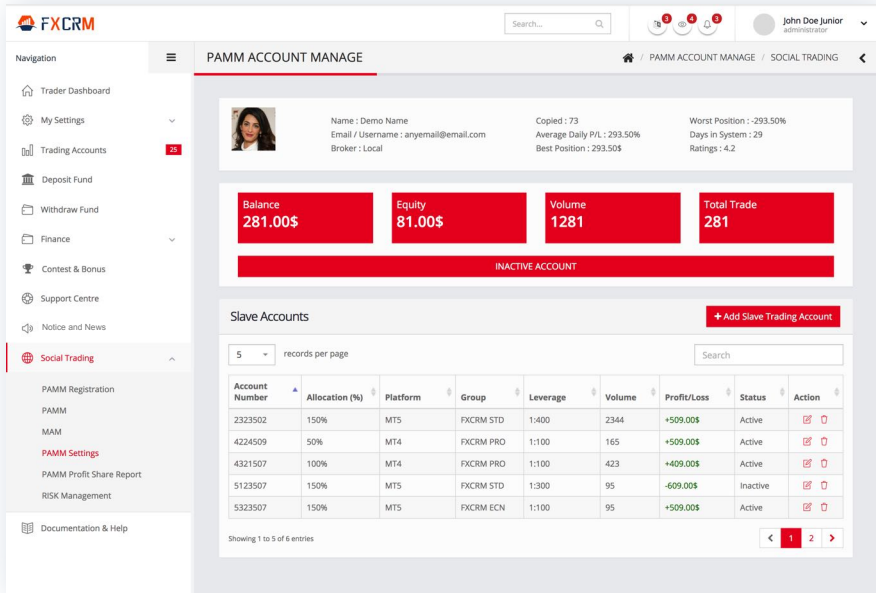 FXCRM
Search...
3
4
3
John Doe Junior
administrator
Navigation
PAMM ACCOUNT MANAGE
/ PAMM ACCOUNT MANAGE / SOCIAL TRADING
Trader Dashboard
My Settings
Trading Accounts 25
Deposit Fund
Withdraw Fund
Finance
Contest & Bonus
Support Centre
Notice and News
Social Trading
PAMM Registration
PAMM
MAM
PAMM Settings
PAMM Profit Share Report
RISK Management
Documentation & Help
Name : Demo Name
Email / Username : anyemail@email.com
Broker : Local
Copied : 73
Average Daily P/L : 293.50%
Best Position : 293.50$
Worst Position : -293.50%
Days in System : 29
Ratings : 4.2
Balance
281.00$
Equity
81.00$
Volume
1281
Total Trade
281
INACTIVE ACCOUNT
Slave Accounts
+ Add Slave Trading Account
5 records per page
Search
Account Number Allocation (%) Platform Group Leverage Volume Profit/Loss Status Action
2323502 150% MT5 FXCRM STD 1:400 2344 +509.00$ Active
4224509 50% MT4 FXCRM PRO 1:100 165 +509.00$ Active
4321507 100% MT4 FXCRM PRO 1:100 423 +409.00$ Active
5123507 150% MT5 FXCRM STD 1:300 95 -609.00$ Inactive
5323507 150% MT5 FXCRM ECN 1:100 95 +509.00$ Active
Showing 1 to 5 of 6 entries
1 2